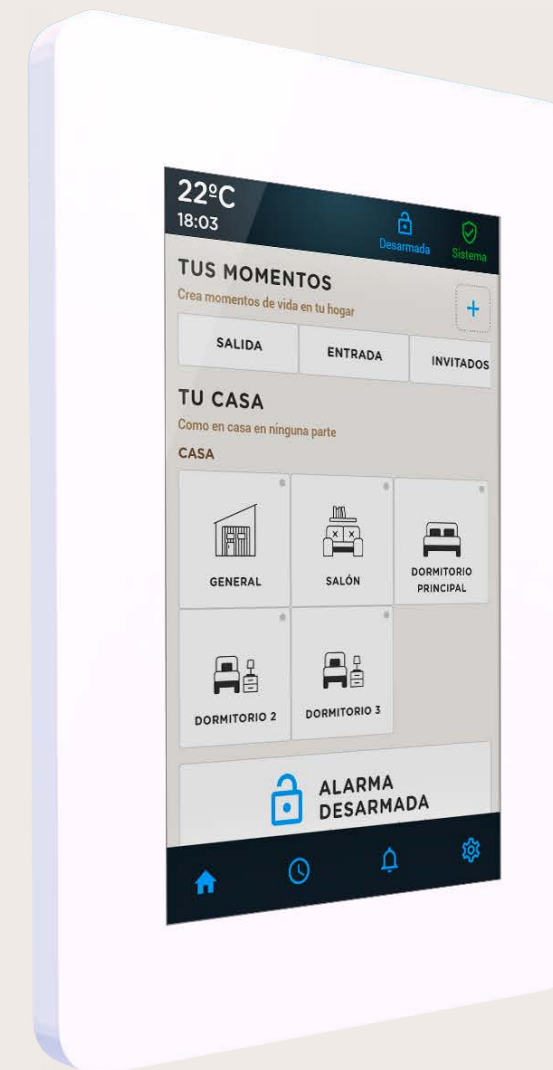 22ºC
18:03
Desarmada
Sistema
TUS MOMENTOS
Crea momentos de vida en tu hogar
+
SALIDA
ENTRADA
INVITADOS
TU CASA
Como en casa en ninguna parte
CASA
GENERAL
SALÓN
DORMITORIO
PRINCIPAL
DORMITORIO 2
DORMITORIO 3
ALARMA
DESARMADA